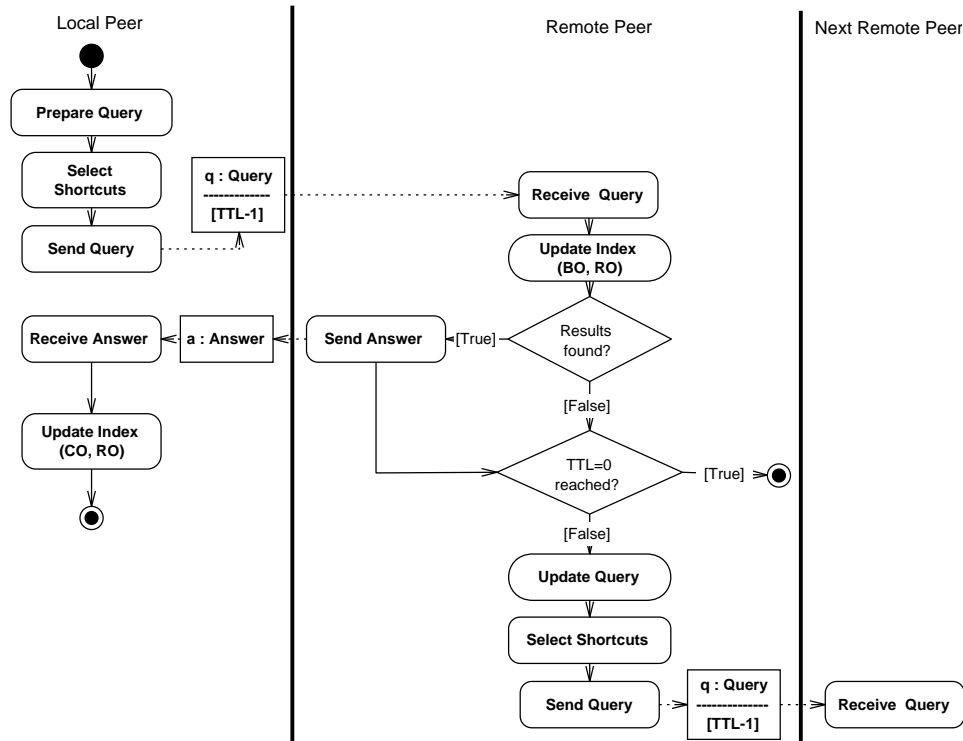 Local Peer
Remote Peer
Next Remote Peer
Prepare Query
Select
Shortcuts
Send Query
q : Query
--------------
[TTL-1]
Receive Query
Update Index
(BO, RO)
Receive Answer
a : Answer
Send Answer
[True]
Results
found?
[False]
Update Index
(CO, RO)
TTL=0
reached?
[True]
[False]
Update Query
Select Shortcuts
Send Query
q : Query
---------------
[TTL-1]
Receive Query